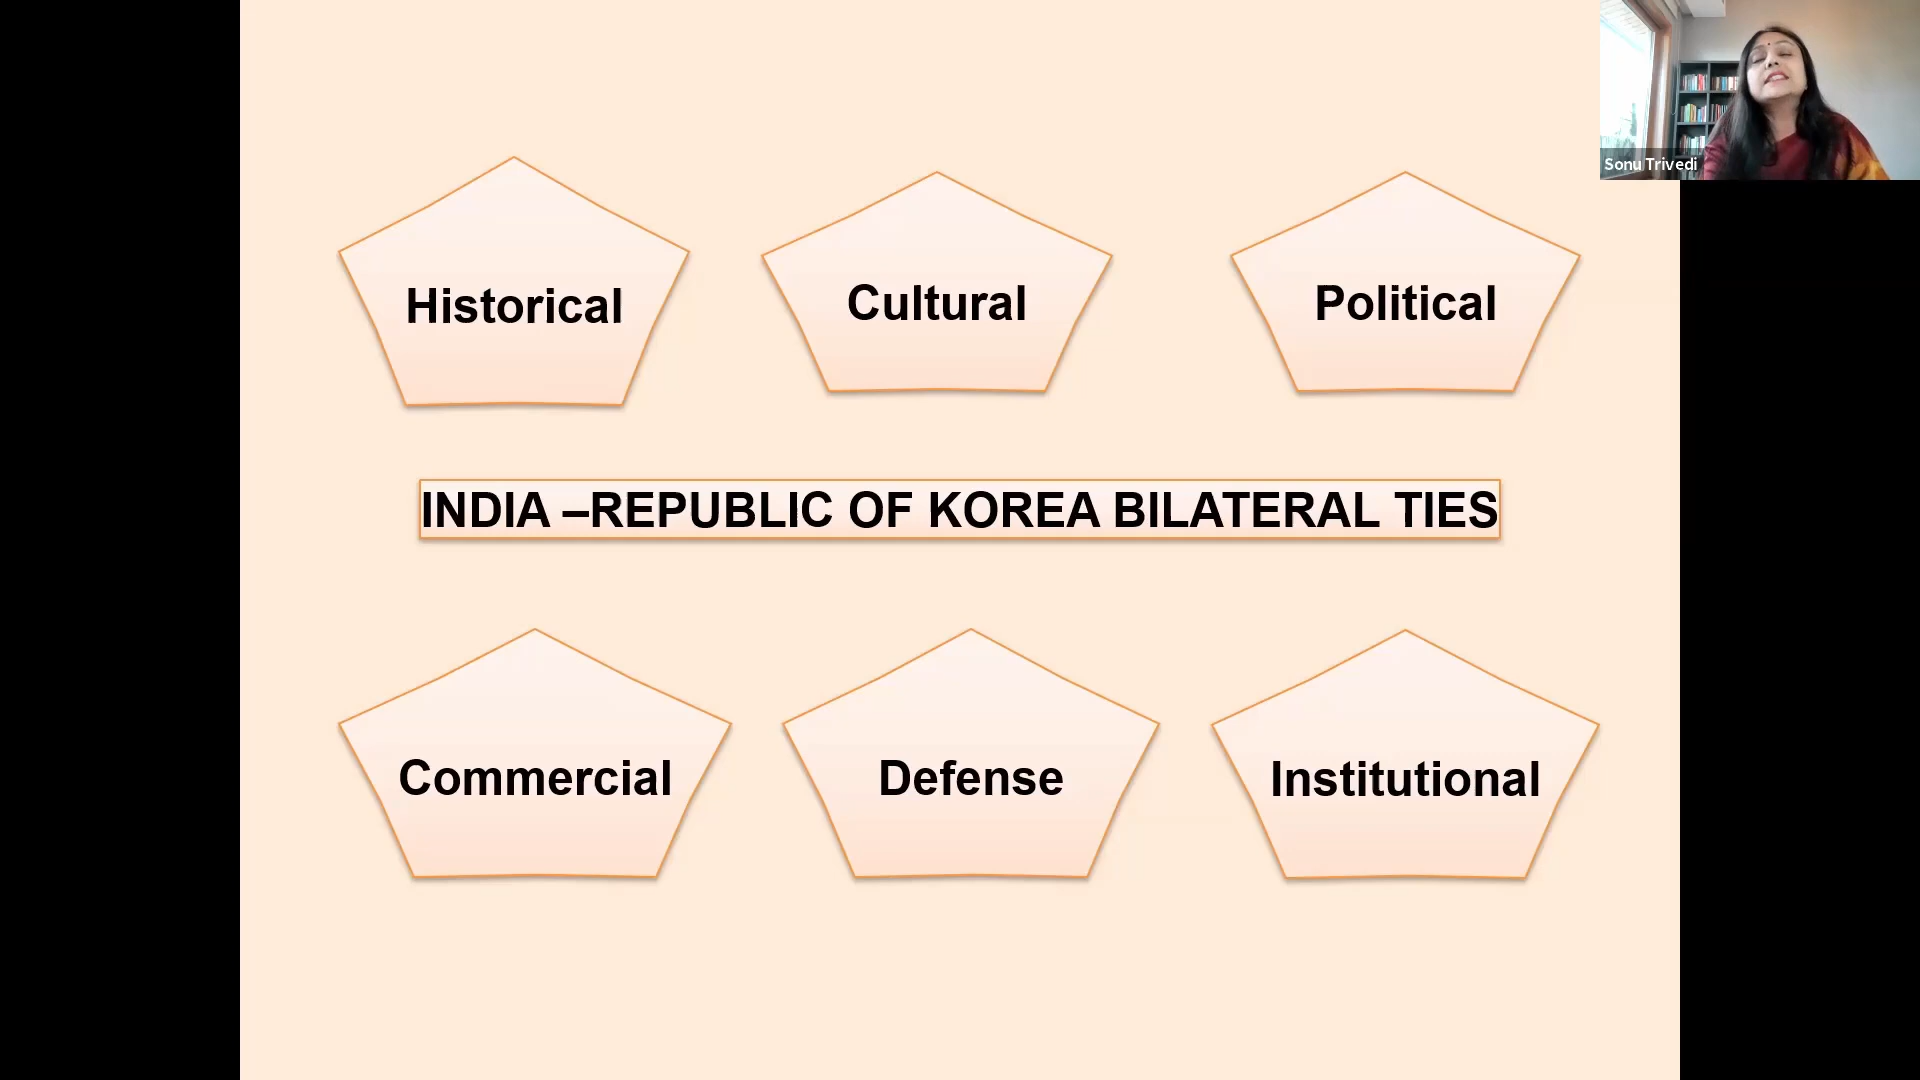 Sonu Trivedi
Historical
Cultural
Political
INDIA –REPUBLIC OF KOREA BILATERAL TIES
Commercial
Defense
Institutional